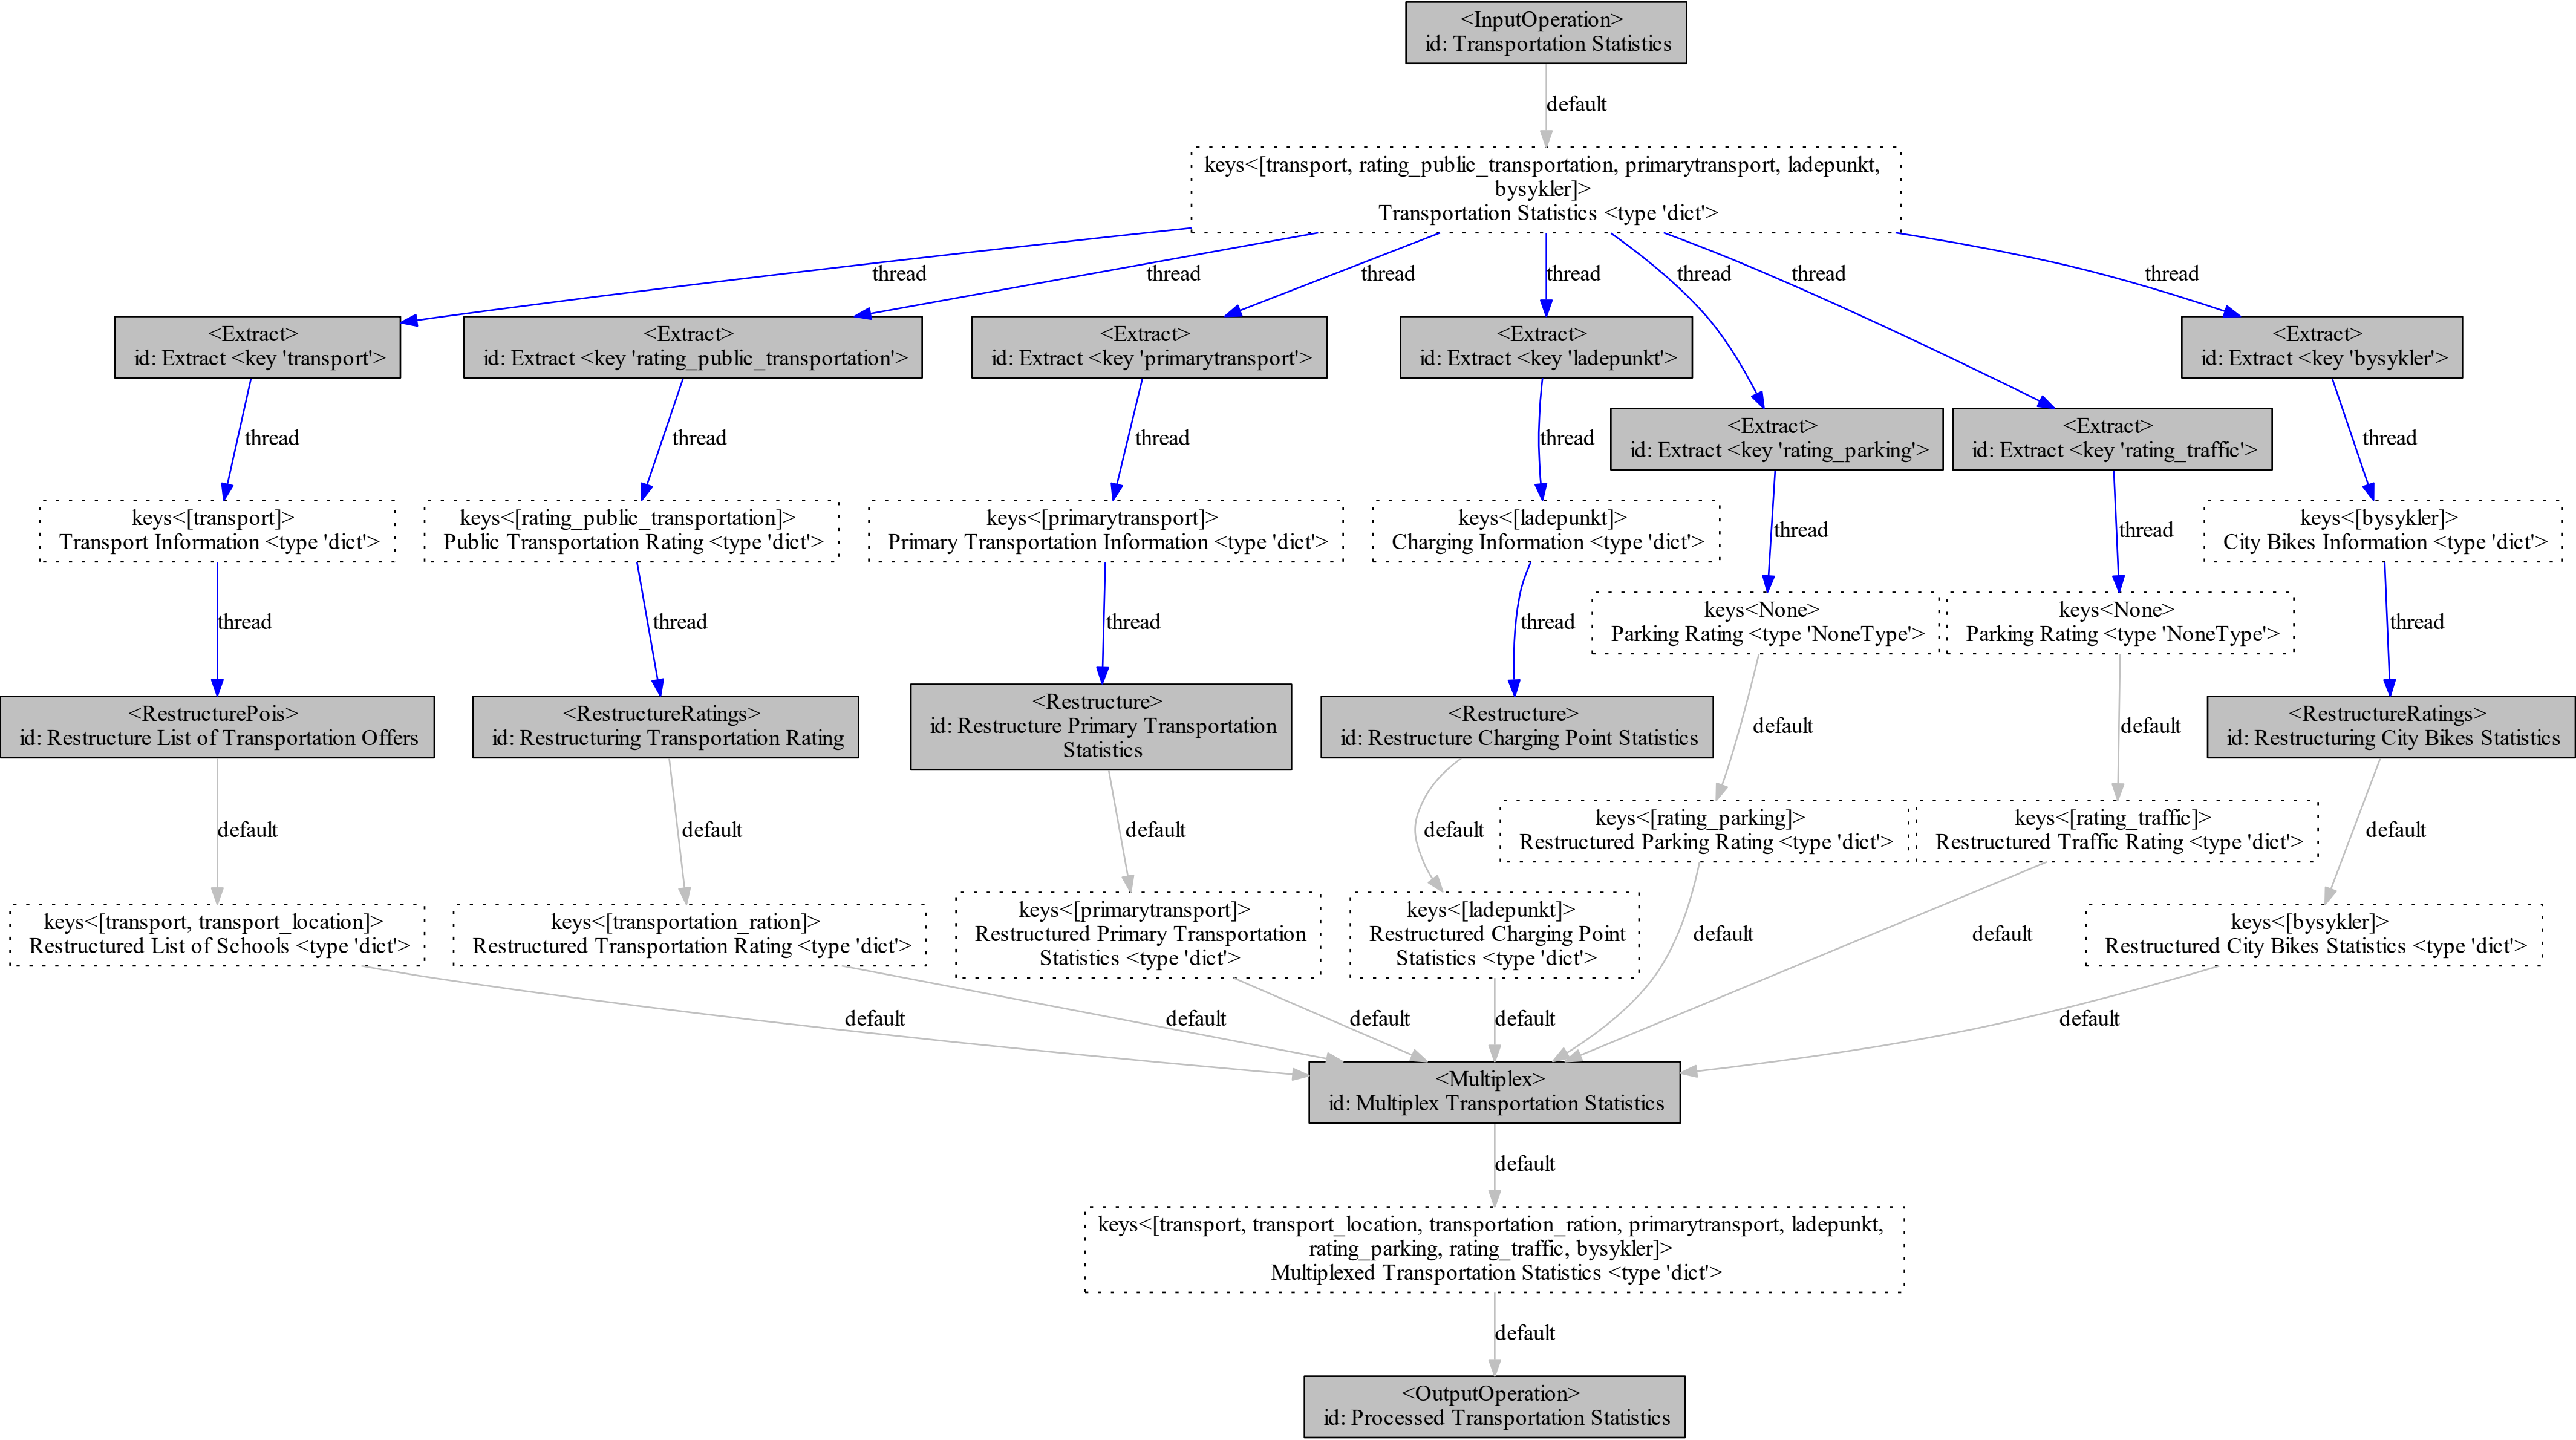 <InputOperation>
id: Transportation Statistics
default
keys<[transport, rating_public_transportation, primarytransport, ladepunkt,
bysykler]>
Transportation Statistics <type 'dict'>
thread
thread
thread
thread
thread
thread
thread
<Extract>
id: Extract <key 'transport'>
<Extract>
id: Extract <key 'rating_public_transportation'>
<Extract>
id: Extract <key 'primarytransport'>
<Extract>
id: Extract <key 'ladepunkt'>
<Extract>
id: Extract <key 'bysykler'>
<Extract>
id: Extract <key 'rating_parking'>
<Extract>
id: Extract <key 'rating_traffic'>
thread
thread
thread
thread
thread
keys<[transport]>
Transport Information <type 'dict'>
keys<[rating_public_transportation]>
Public Transportation Rating <type 'dict'>
keys<[primarytransport]>
Primary Transportation Information <type 'dict'>
keys<[ladepunkt]>
Charging Information <type 'dict'>
thread
thread
keys<[bysykler]>
City Bikes Information <type 'dict'>
thread
thread
thread
thread
keys<None>
Parking Rating <type 'NoneType'>
keys<None>
Parking Rating <type 'NoneType'>
thread
<RestructurePois>
id: Restructure List of Transportation Offers
<RestructureRatings>
id: Restructuring Transportation Rating
<Restructure>
id: Restructure Primary Transportation
Statistics
<Restructure>
id: Restructure Charging Point Statistics
default
default
<RestructureRatings>
id: Restructuring City Bikes Statistics
default
default
default
default
keys<[rating_parking]>
Restructured Parking Rating <type 'dict'>
keys<[rating_traffic]>
Restructured Traffic Rating <type 'dict'>
default
keys<[transport, transport_location]>
Restructured List of Schools <type 'dict'>
keys<[transportation_ration]>
Restructured Transportation Rating <type 'dict'>
keys<[primarytransport]>
Restructured Primary Transportation
Statistics <type 'dict'>
keys<[ladepunkt]>
Restructured Charging Point
Statistics <type 'dict'>
default
default
keys<[bysykler]>
Restructured City Bikes Statistics <type 'dict'>
default
default
default
default
default
<Multiplex>
id: Multiplex Transportation Statistics
default
keys<[transport, transport_location, transportation_ration, primarytransport, ladepunkt,
rating_parking, rating_traffic, bysykler]>
Multiplexed Transportation Statistics <type 'dict'>
default
<OutputOperation>
id: Processed Transportation Statistics